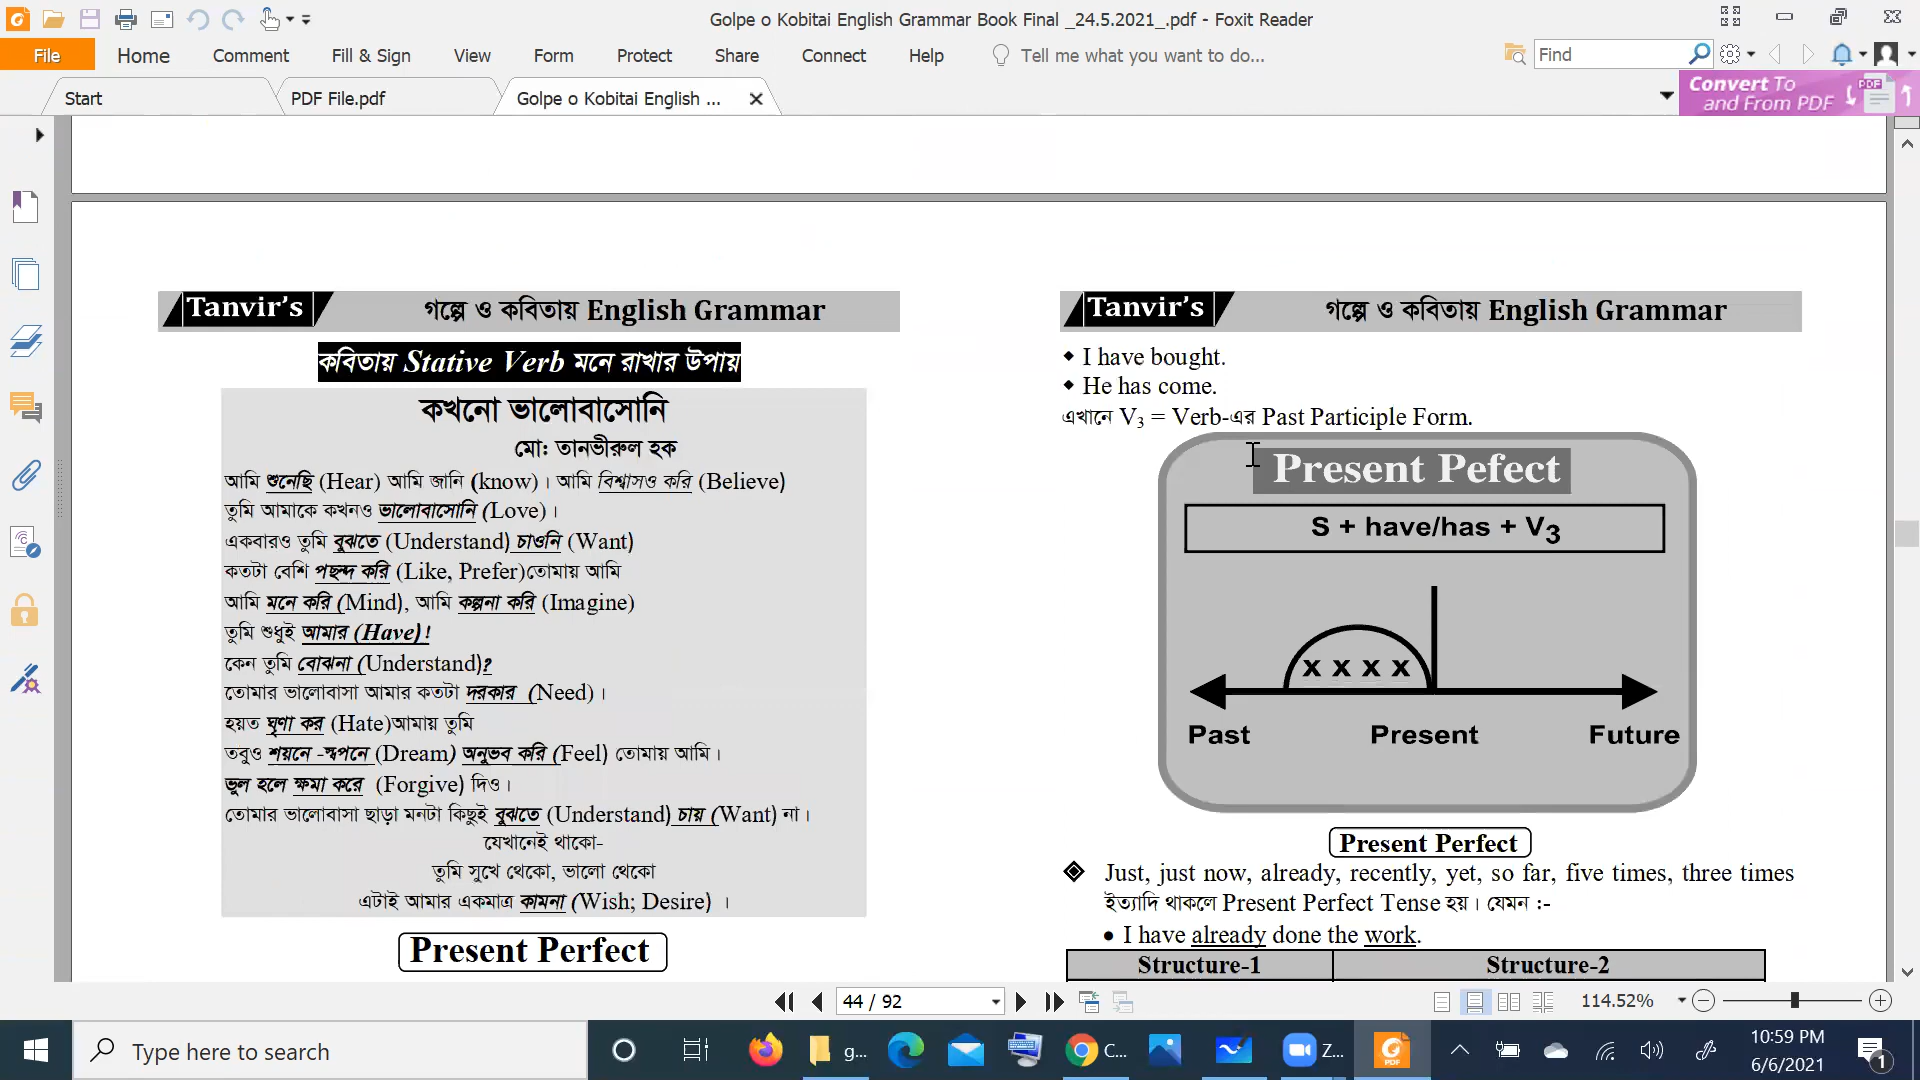 Golpe o Kobitai English Grammar Book Final _24.5.2021_.pdf - Foxit Reader
File Home Comment Fill & Sign View Form Protect Share Connect Help Tell me what you want to do... Find
Start PDF File.pdf Golpe o Kobitai English ...
Convert To
and From PDF
PDF
Tanvir's গল্পে ও কবিতায় English Grammar
কবিতায় Stative Verb মনে রাখার উপায়
কখনো ভালোবাসোনি
মো: তানভীরুল হক
আমি শুনেছি (Hear) আমি জানি (know)। আমি বিশ্বাসও করি (Believe)
তুমি আমাকে কখনও ভালোবাসোনি (Love)।
একবারও তুমি বুঝতে (Understand) চাওনি (Want)
কতটা বেশি পছন্দ করি (Like, Prefer)তোমায় আমি
আমি মনে করি (Mind), আমি কল্পনা করি (Imagine)
তুমি শুধুই আমার (Have)!
কেন তুমি বোঝনা (Understand)?
তোমার ভালোবাসা আমার কতটা দরকার (Need)।
হয়ত ঘৃণা কর (Hate)আমায় তুমি
তবুও শয়নে -স্বপনে (Dream) অনুভব করি (Feel) তোমায় আমি।
ভুল হলে ক্ষমা করে (Forgive) দিও।
তোমার ভালোবাসা ছাড়া মনটা কিছুই বুঝতে (Understand) চায় (Want) না।
যেখানেই থাকো-
তুমি সুখে থেকো, ভালো থেকো
এটাই আমার একমাত্র কামনা (Wish; Desire) ।
Present Perfect
Tanvir's গল্পে ও কবিতায় English Grammar
◆ I have bought.
◆ He has come.
এখানে V3 = Verb-এর Past Participle Form.
Present Pefect
S + have/has + V3
x x x x
Past Present Future
Present Perfect
Just, just now, already, recently, yet, so far, five times, three times
ইত্যাদি থাকলে Present Perfect Tense হয়। যেমন :-
• I have already done the work.
Structure-1 Structure-2
44 / 92 114.52%
Type here to search g... C... Z... 10:59 PM
6/6/2021
1